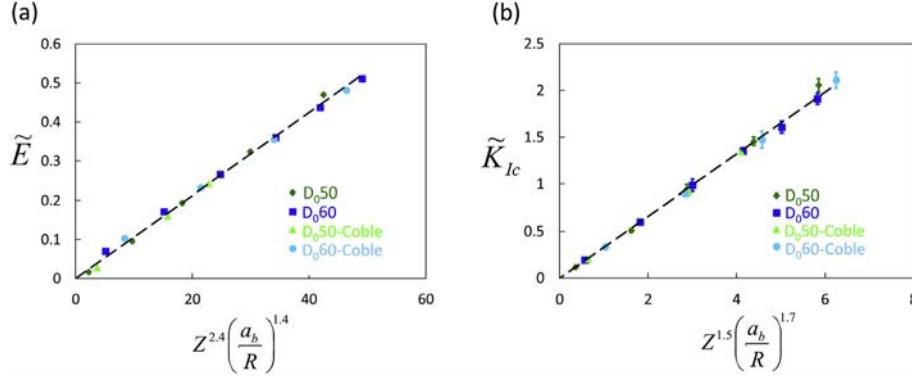 (a)
0.6
0.5
0.4
0.3
0.2
0.1
0
Ẽ
D₀50
D₀60
D₀50-Coble
D₀60-Coble
0 20 40 60
Z^{2.4}(a_b/R)^{1.4}
(b)
2.5
2
1.5
1
0.5
0
K̃_{Ic}
D₀50
D₀60
D₀50-Coble
D₀60-Coble
0 2 4 6 8
Z^{1.5}(a_b/R)^{1.7}